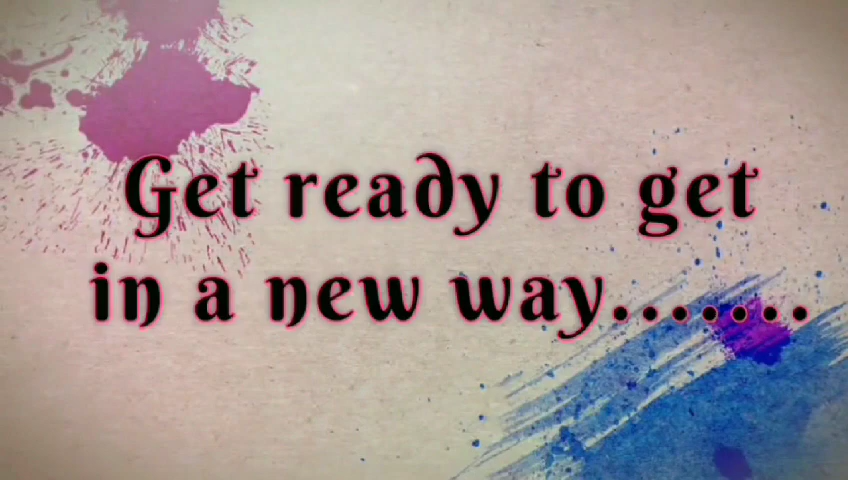 Get ready to get
in a new way.......